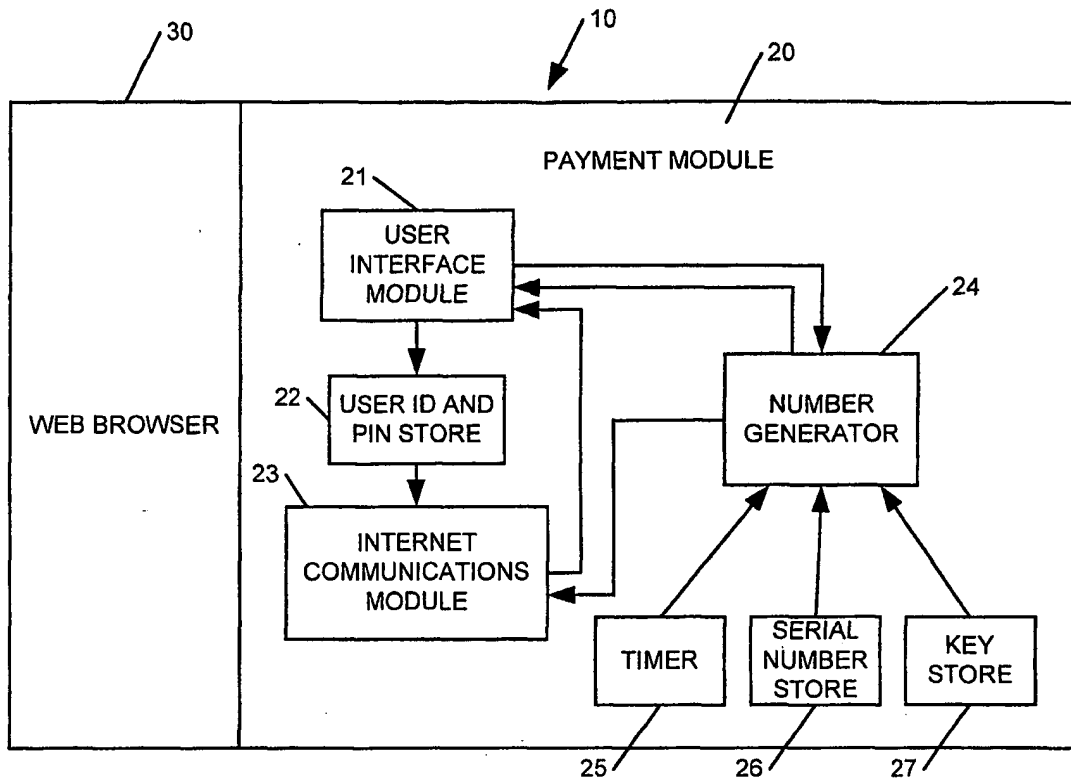 10
30
20
PAYMENT MODULE
21
USER
INTERFACE
MODULE
24
NUMBER
GENERATOR
22
USER ID AND
PIN STORE
WEB BROWSER
23
INTERNET
COMMUNICATIONS
MODULE
TIMER
SERIAL
NUMBER
STORE
KEY
STORE
25
26
27